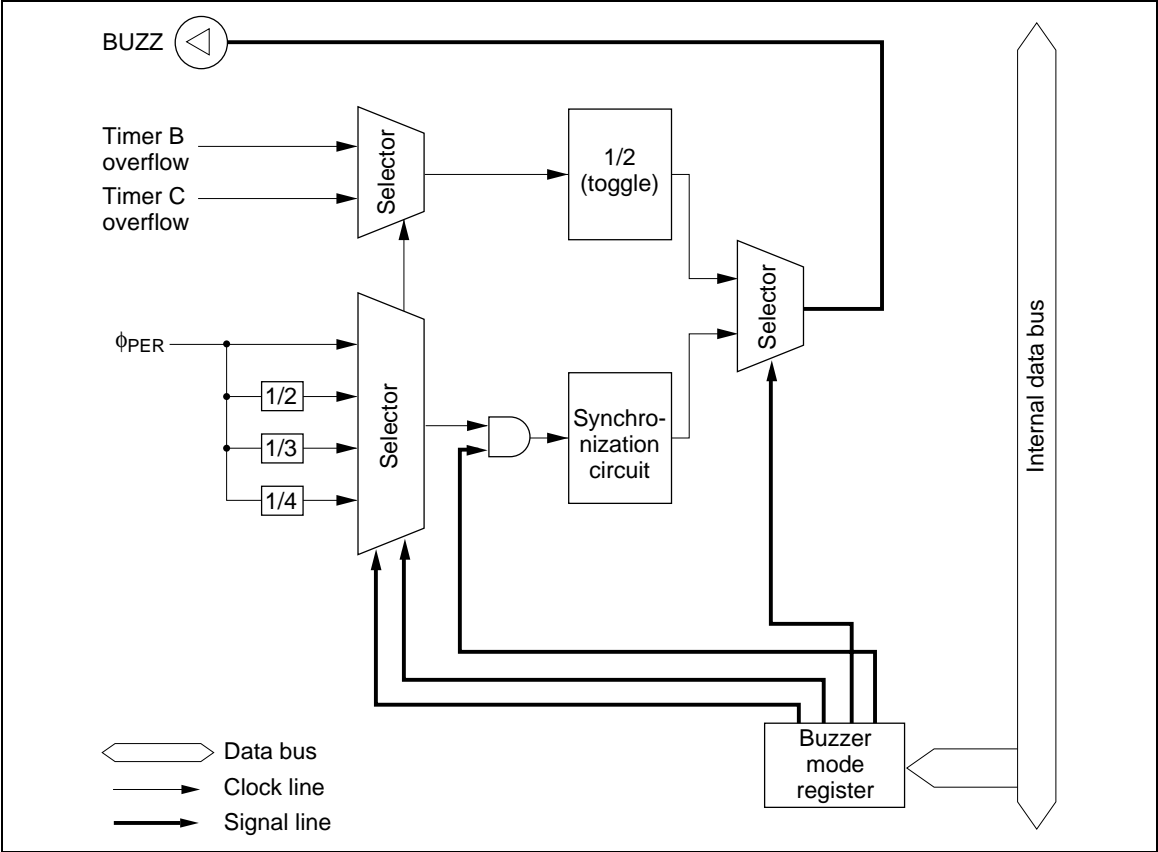 BUZZ
Timer B
overflow
Timer C
overflow
Selector
1/2
(toggle)
Selector
ϕPER
1/2
1/3
1/4
Selector
Synchro-
nization
circuit
Internal data bus
Buzzer
mode
register
Data bus
Clock line
Signal line